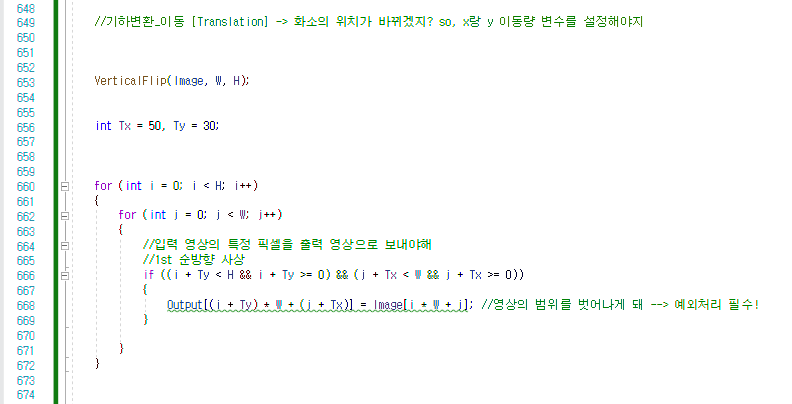 648
649 //기하변환_이동 [Translation] -> 화소의 위치가 바뀌겠지? so, x랑 y 이동량 변수를 설정해야지
650
651
652
653 VerticalFlip(Image, W, H);
654
655
656 int Tx = 50, Ty = 30;
657
658
659
660 for (int i = 0; i < H; i++)
661 {
662 for (int j = 0; j < W; j++)
663 {
664 //입력 영상의 특정 픽셀을 출력 영상으로 보내야해
665 //1st 순방향 사상
666 if ((i + Ty < H && i + Ty >= 0) && (j + Tx < W && j + Tx >= 0))
667 {
668 Output[(i + Ty) * W + (j + Tx)] = Image[i * W + j]; //영상의 범위를 벗어나게 돼 --> 예외처리 필수!
669 }
670
671 }
672 }
673
674